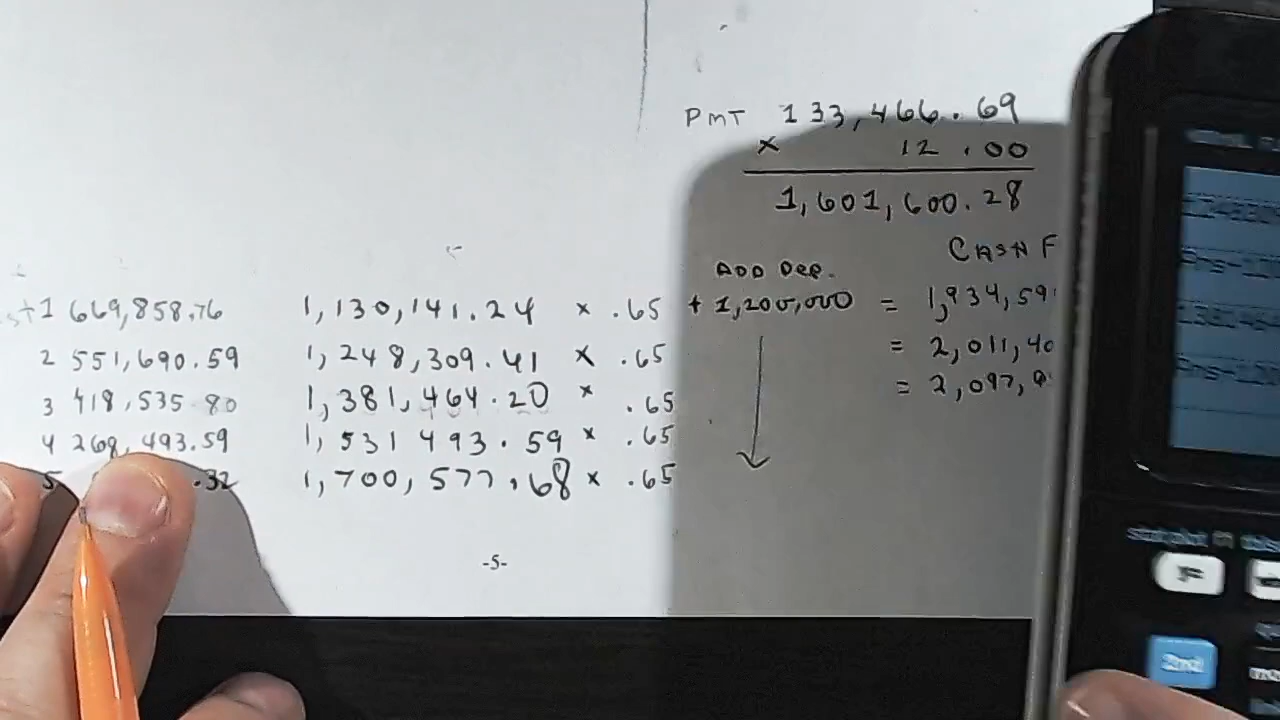 PMT 133,466.69
x 12.00
1,601,600.28
CASH F
ADD DEP.
1 669,858.76 1,130,141.24 x .65 + 1,200,000 = 1,934,59
2 551,690.59 1,248,309.41 x .65 = 2,011,40
3 418,535.80 1,381,464.20 x .65 = 2,097,9
4 268,493.59 1,531 493.59 x .65
5 .32 1,700,577.68 x .65
-5-
y=
2nd